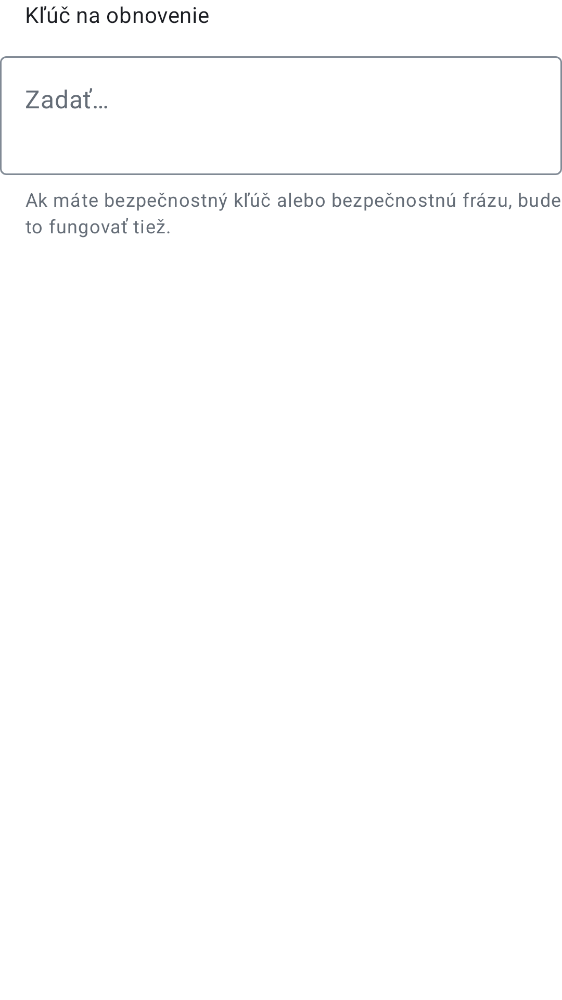 Kľúč na obnovenie
Zadať…
Ak máte bezpečnostný kľúč alebo bezpečnostnú frázu, bude
to fungovať tiež.